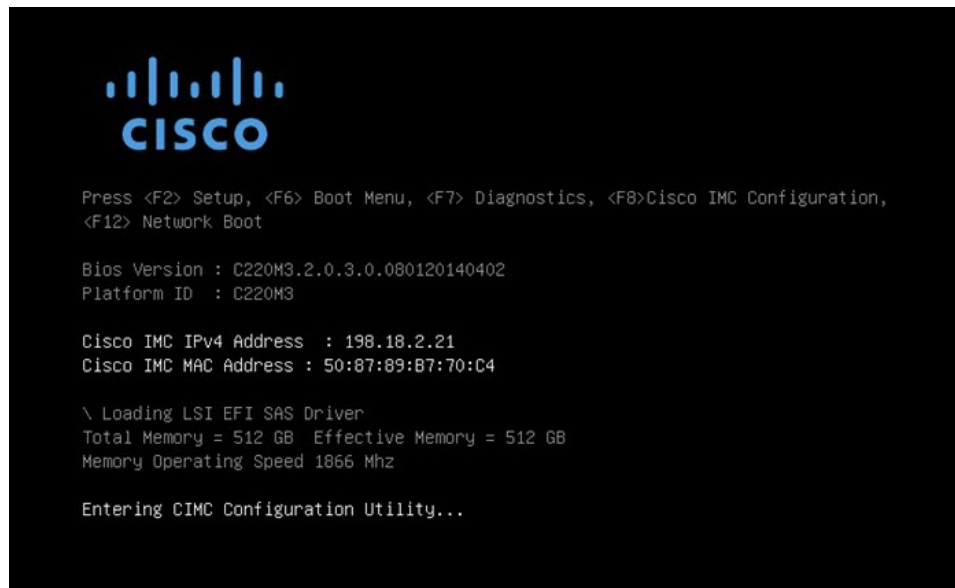 CISCO
Press <F2> Setup, <F6> Boot Menu, <F7> Diagnostics, <F8>Cisco IMC Configuration,
<F12> Network Boot
Bios Version : C220M3.2.0.3.0.080120140402
Platform ID  : C220M3
Cisco IMC IPv4 Address  : 198.18.2.21
Cisco IMC MAC Address : 50:87:89:B7:70:C4
\ Loading LSI EFI SAS Driver
Total Memory = 512 GB  Effective Memory = 512 GB
Memory Operating Speed 1866 Mhz
Entering CIMC Configuration Utility...